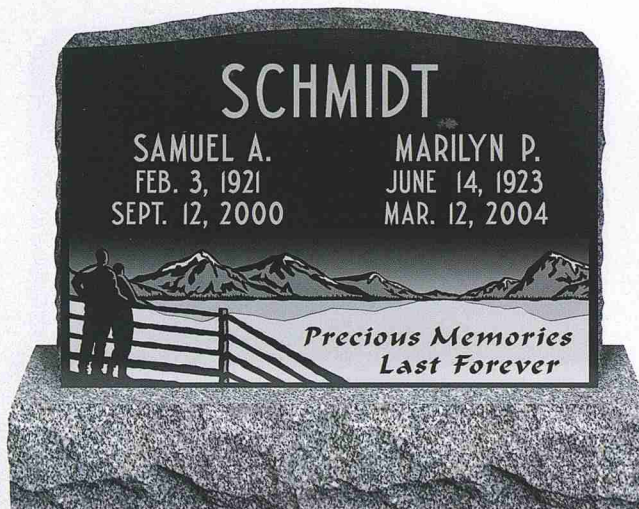 SCHMIDT
SAMUEL A.
FEB. 3, 1921
SEPT. 12, 2000
MARILYN P.
JUNE 14, 1923
MAR. 12, 2004
Precious Memories
Last Forever